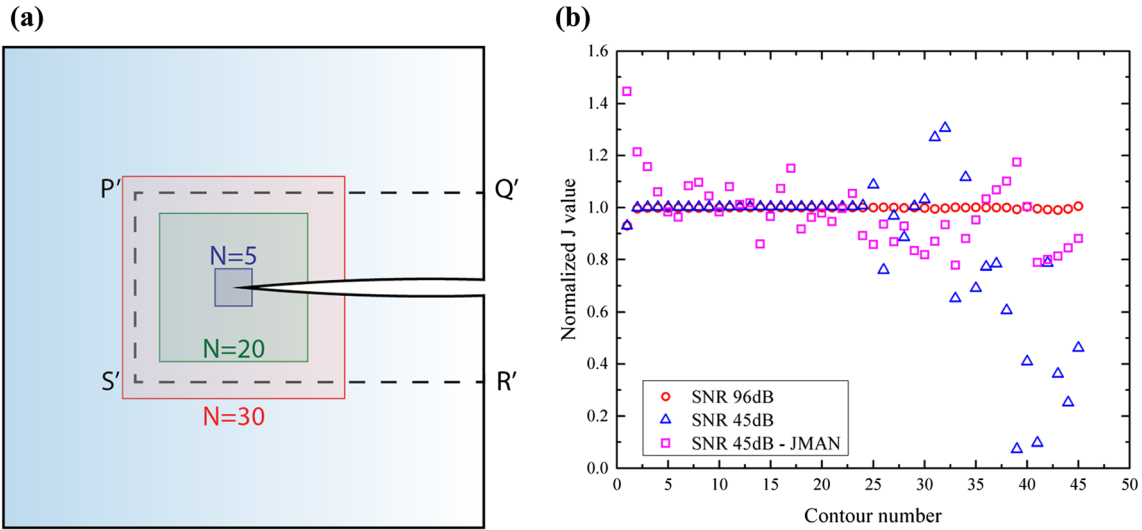 (a)
P′
Q′
N=5
N=20
S′
R′
N=30
(b)
Normalized J value
1.6
1.4
1.2
1.0
0.8
0.6
0.4
0.2
0.0
SNR 96dB
SNR 45dB
SNR 45dB - JMAN
0 5 10 15 20 25 30 35 40 45 50
Contour number